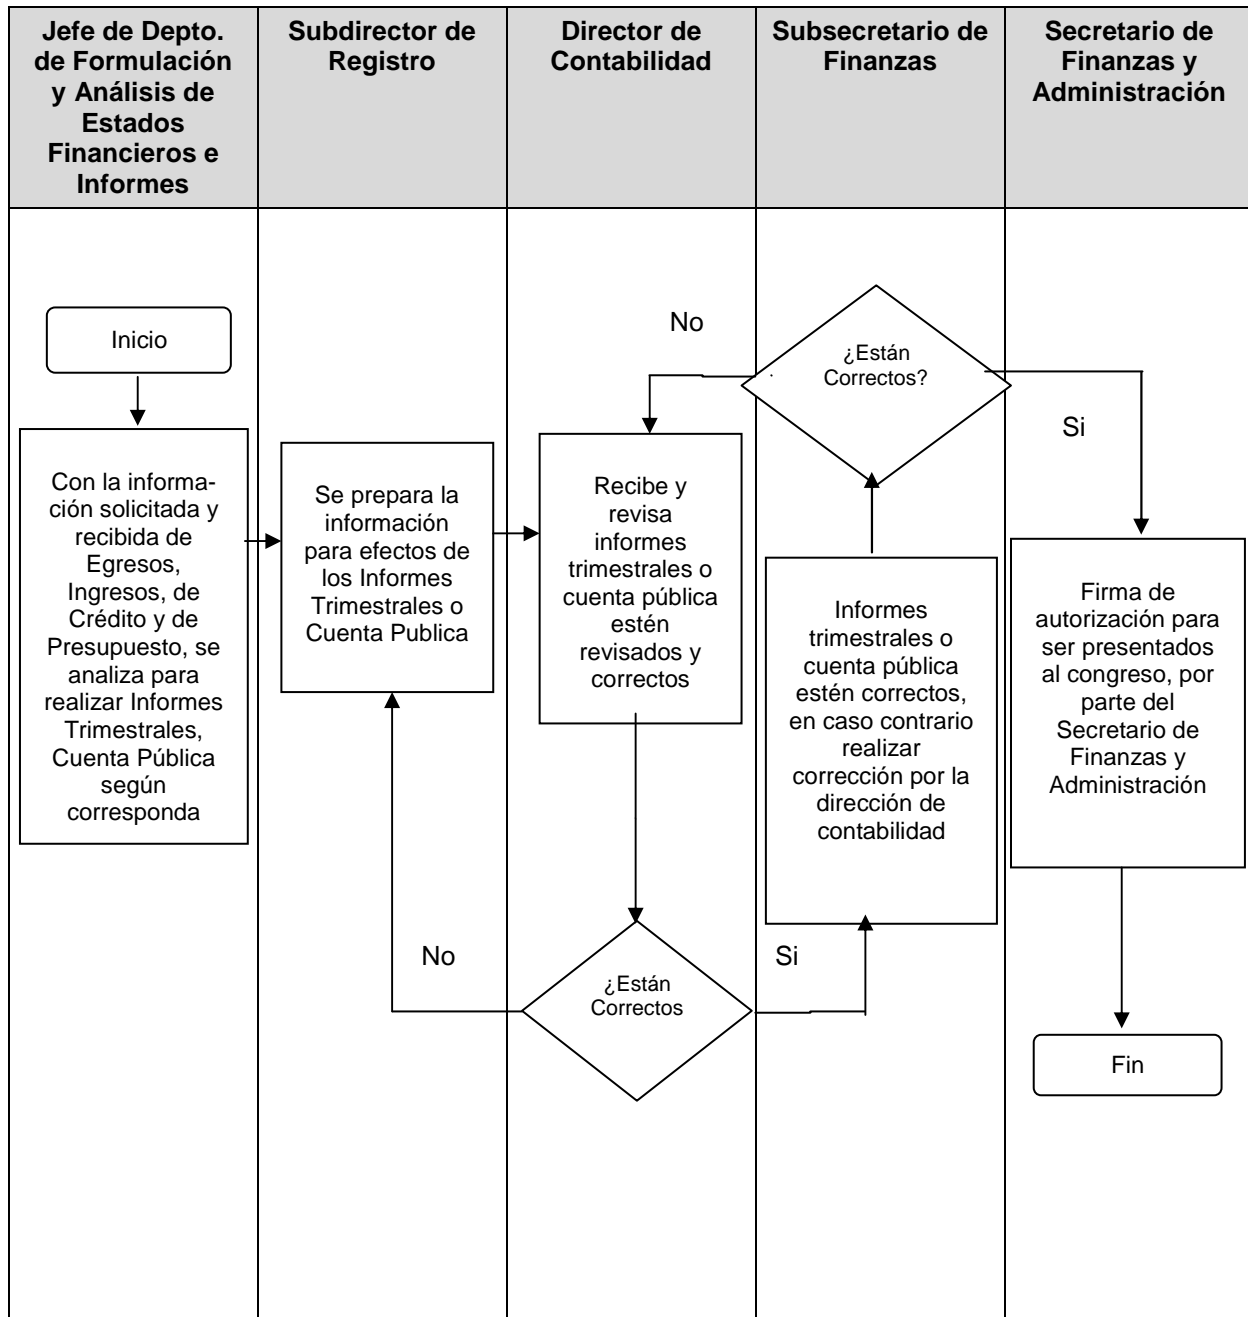 Jefe de Depto.
de Formulación
y Análisis de
Estados
Financieros e
Informes
Subdirector de
Registro
Director de
Contabilidad
Subsecretario de
Finanzas
Secretario de
Finanzas y
Administración
Inicio
Con la informa-
ción solicitada y
recibida de
Egresos,
Ingresos, de
Crédito y de
Presupuesto, se
analiza para
realizar Informes
Trimestrales,
Cuenta Pública
según
corresponda
Se prepara la
información
para efectos de
los Informes
Trimestrales o
Cuenta Publica
Recibe y
revisa
informes
trimestrales o
cuenta pública
estén
revisados y
correctos
¿Están
Correctos
No
Si
Informes
trimestrales o
cuenta pública
estén correctos,
en caso contrario
realizar
corrección por la
dirección de
contabilidad
¿Están
Correctos?
No
Si
Firma de
autorización para
ser presentados
al congreso, por
parte del
Secretario de
Finanzas y
Administración
Fin